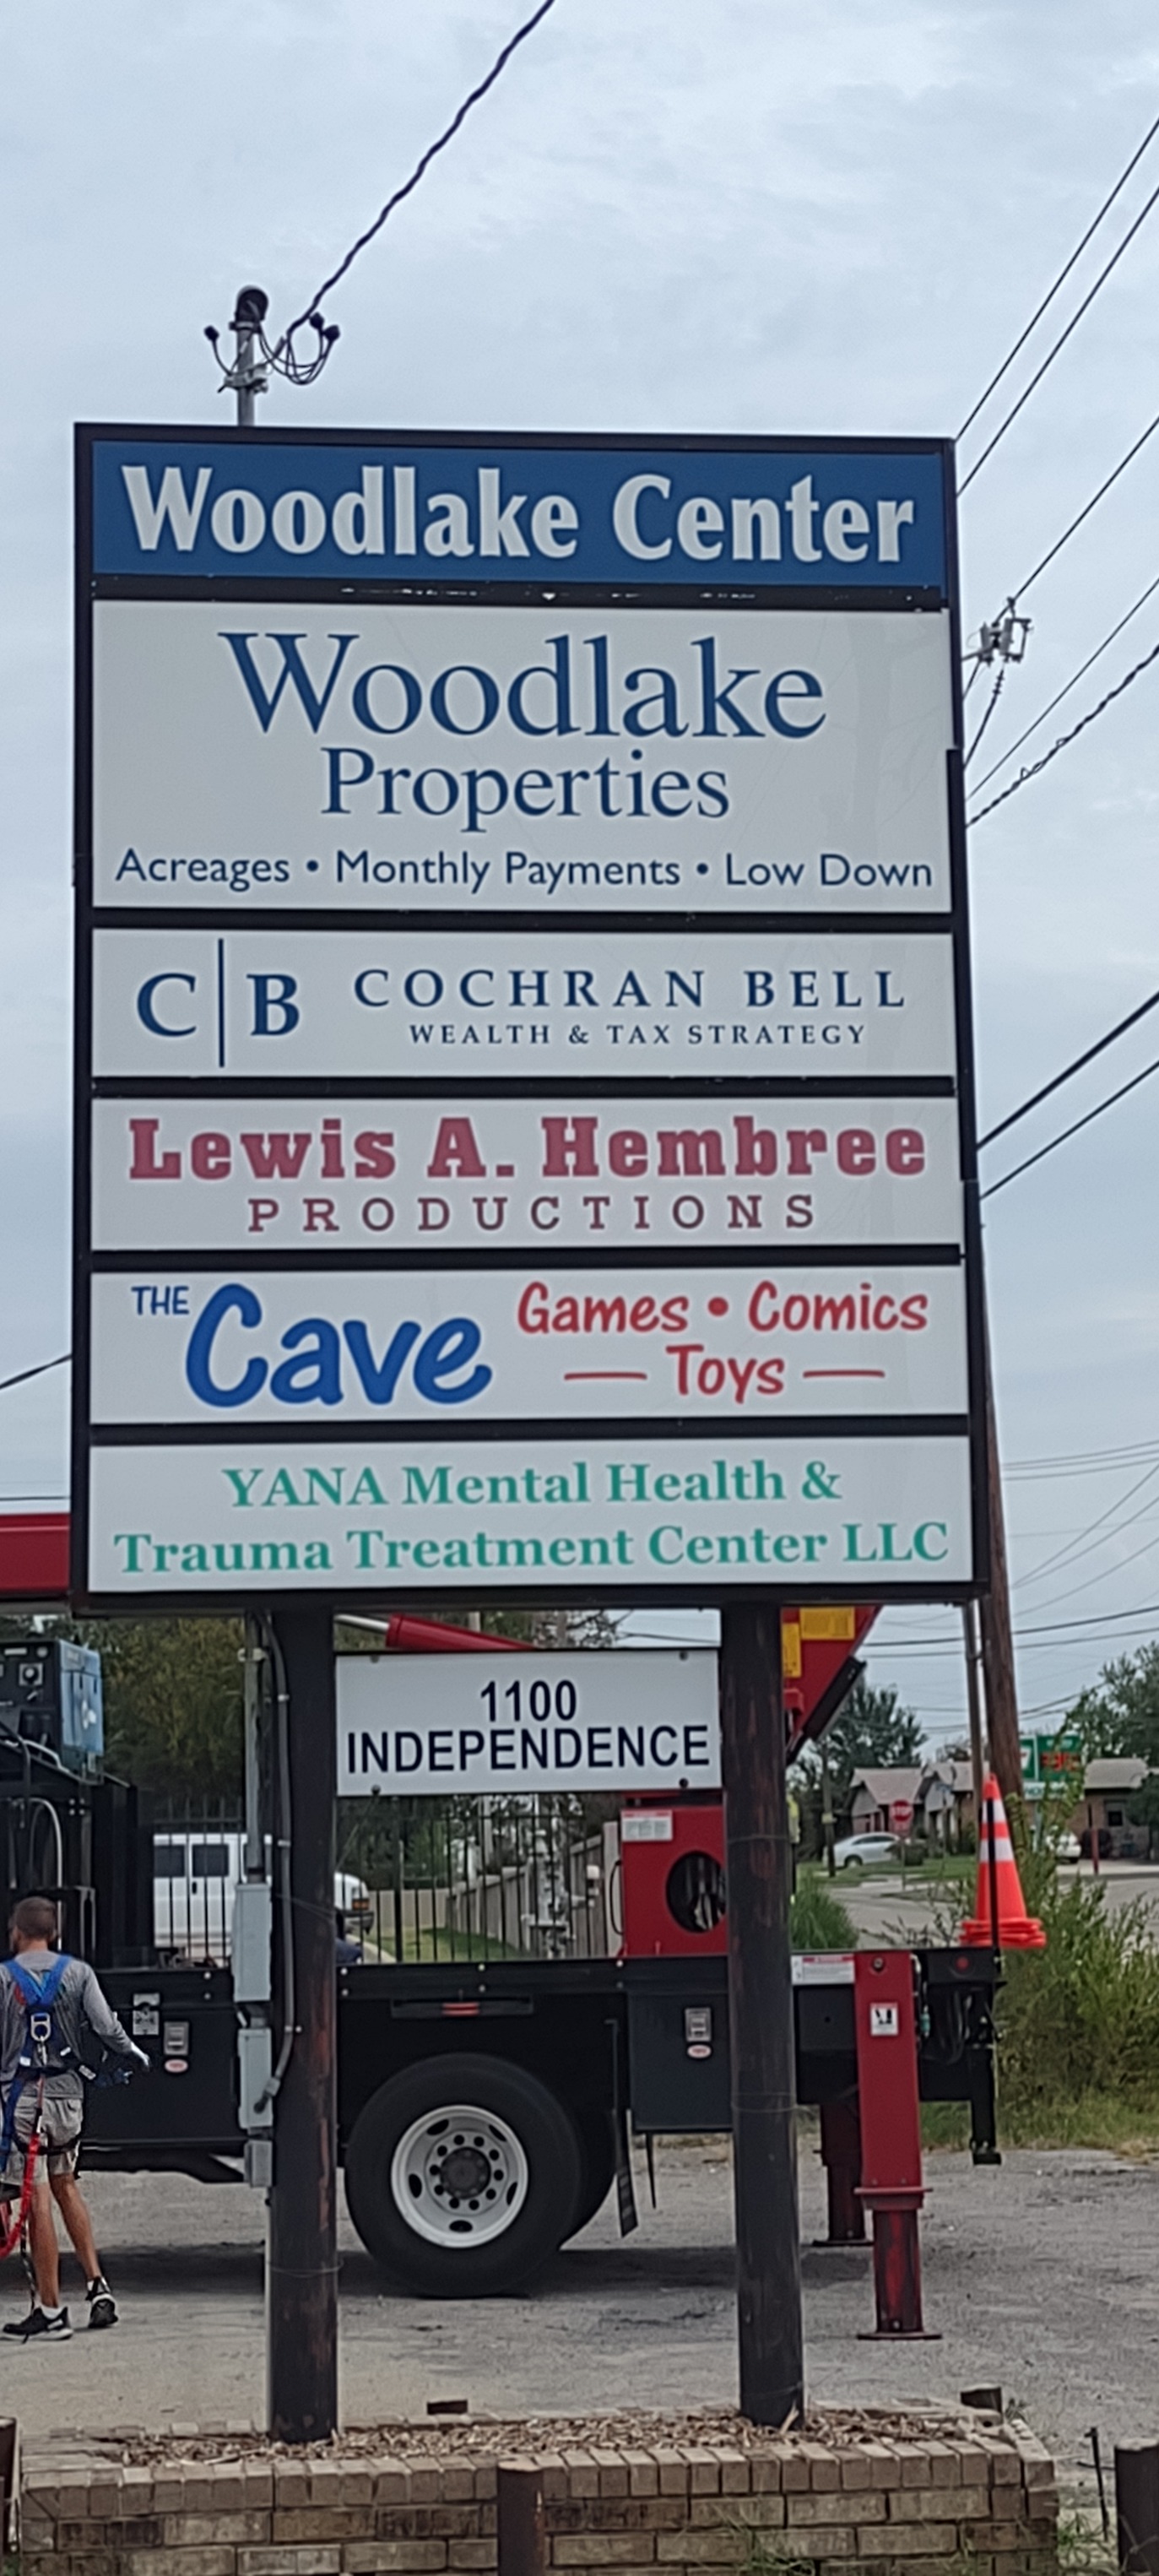 Woodlake Center
Woodlake
Properties
Acreages • Monthly Payments • Low Down
C|B
COCHRAN BELL
WEALTH & TAX STRATEGY
Lewis A. Hembree
PRODUCTIONS
THE Cave
Games • Comics
— Toys —
YANA Mental Health &
Trauma Treatment Center LLC
1100
INDEPENDENCE
STOP